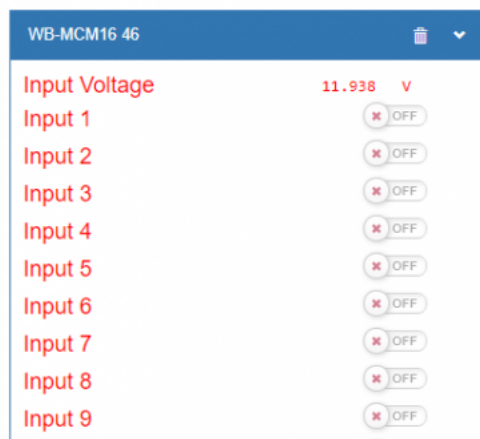 WB-MCM16 46
Input Voltage 11.938 V
Input 1 OFF
Input 2 OFF
Input 3 OFF
Input 4 OFF
Input 5 OFF
Input 6 OFF
Input 7 OFF
Input 8 OFF
Input 9 OFF